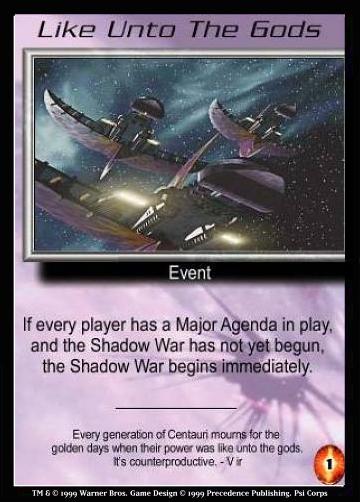 Like Unto The Gods
Event
If every player has a Major Agenda in play,
and the Shadow War has not yet begun,
the Shadow War begins immediately.
Every generation of Centauri mourns for the
golden days when their power was like unto the gods.
It's counterproductive. - V ir
1
TM & © 1999 Warner Bros. Game Design © 1999 Precedence Publishing. Psi Corps